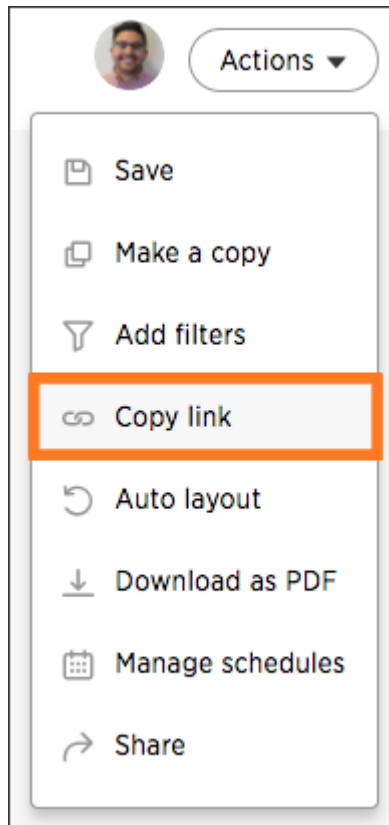 Actions
Save
Make a copy
Add filters
Copy link
Auto layout
Download as PDF
Manage schedules
Share